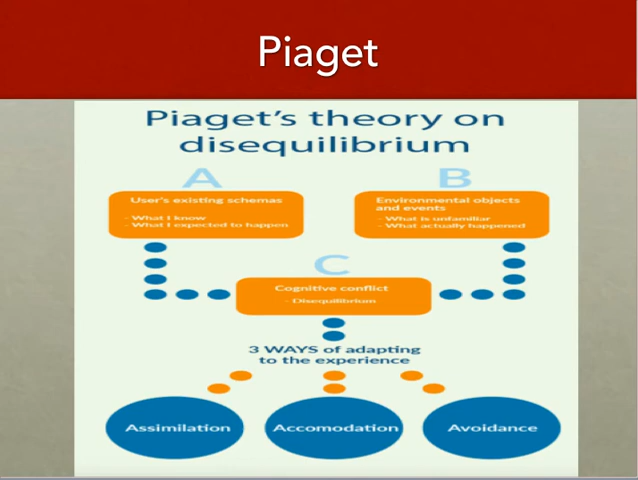 Piaget
Piaget's theory on
disequilibrium
A
B
User's existing schemas
- What I know
- What I expected to happen
Environmental objects
and events
- What is unfamiliar
- What actually happened
C
Cognitive conflict
- Disequilibrium
3 WAYS of adapting
to the experience
Assimilation
Accomodation
Avoidance